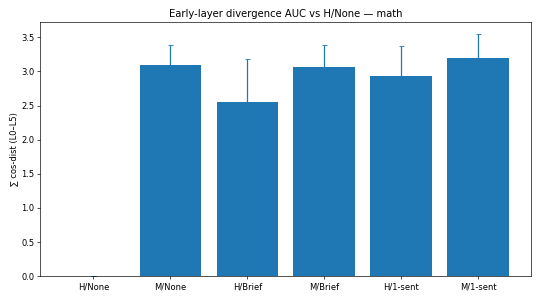 Early-layer divergence AUC vs H/None — math
∑ cos-dist (L0–L5)
3.5
3.0
2.5
2.0
1.5
1.0
0.5
0.0
H/None M/None H/Brief M/Brief H/1-sent M/1-sent